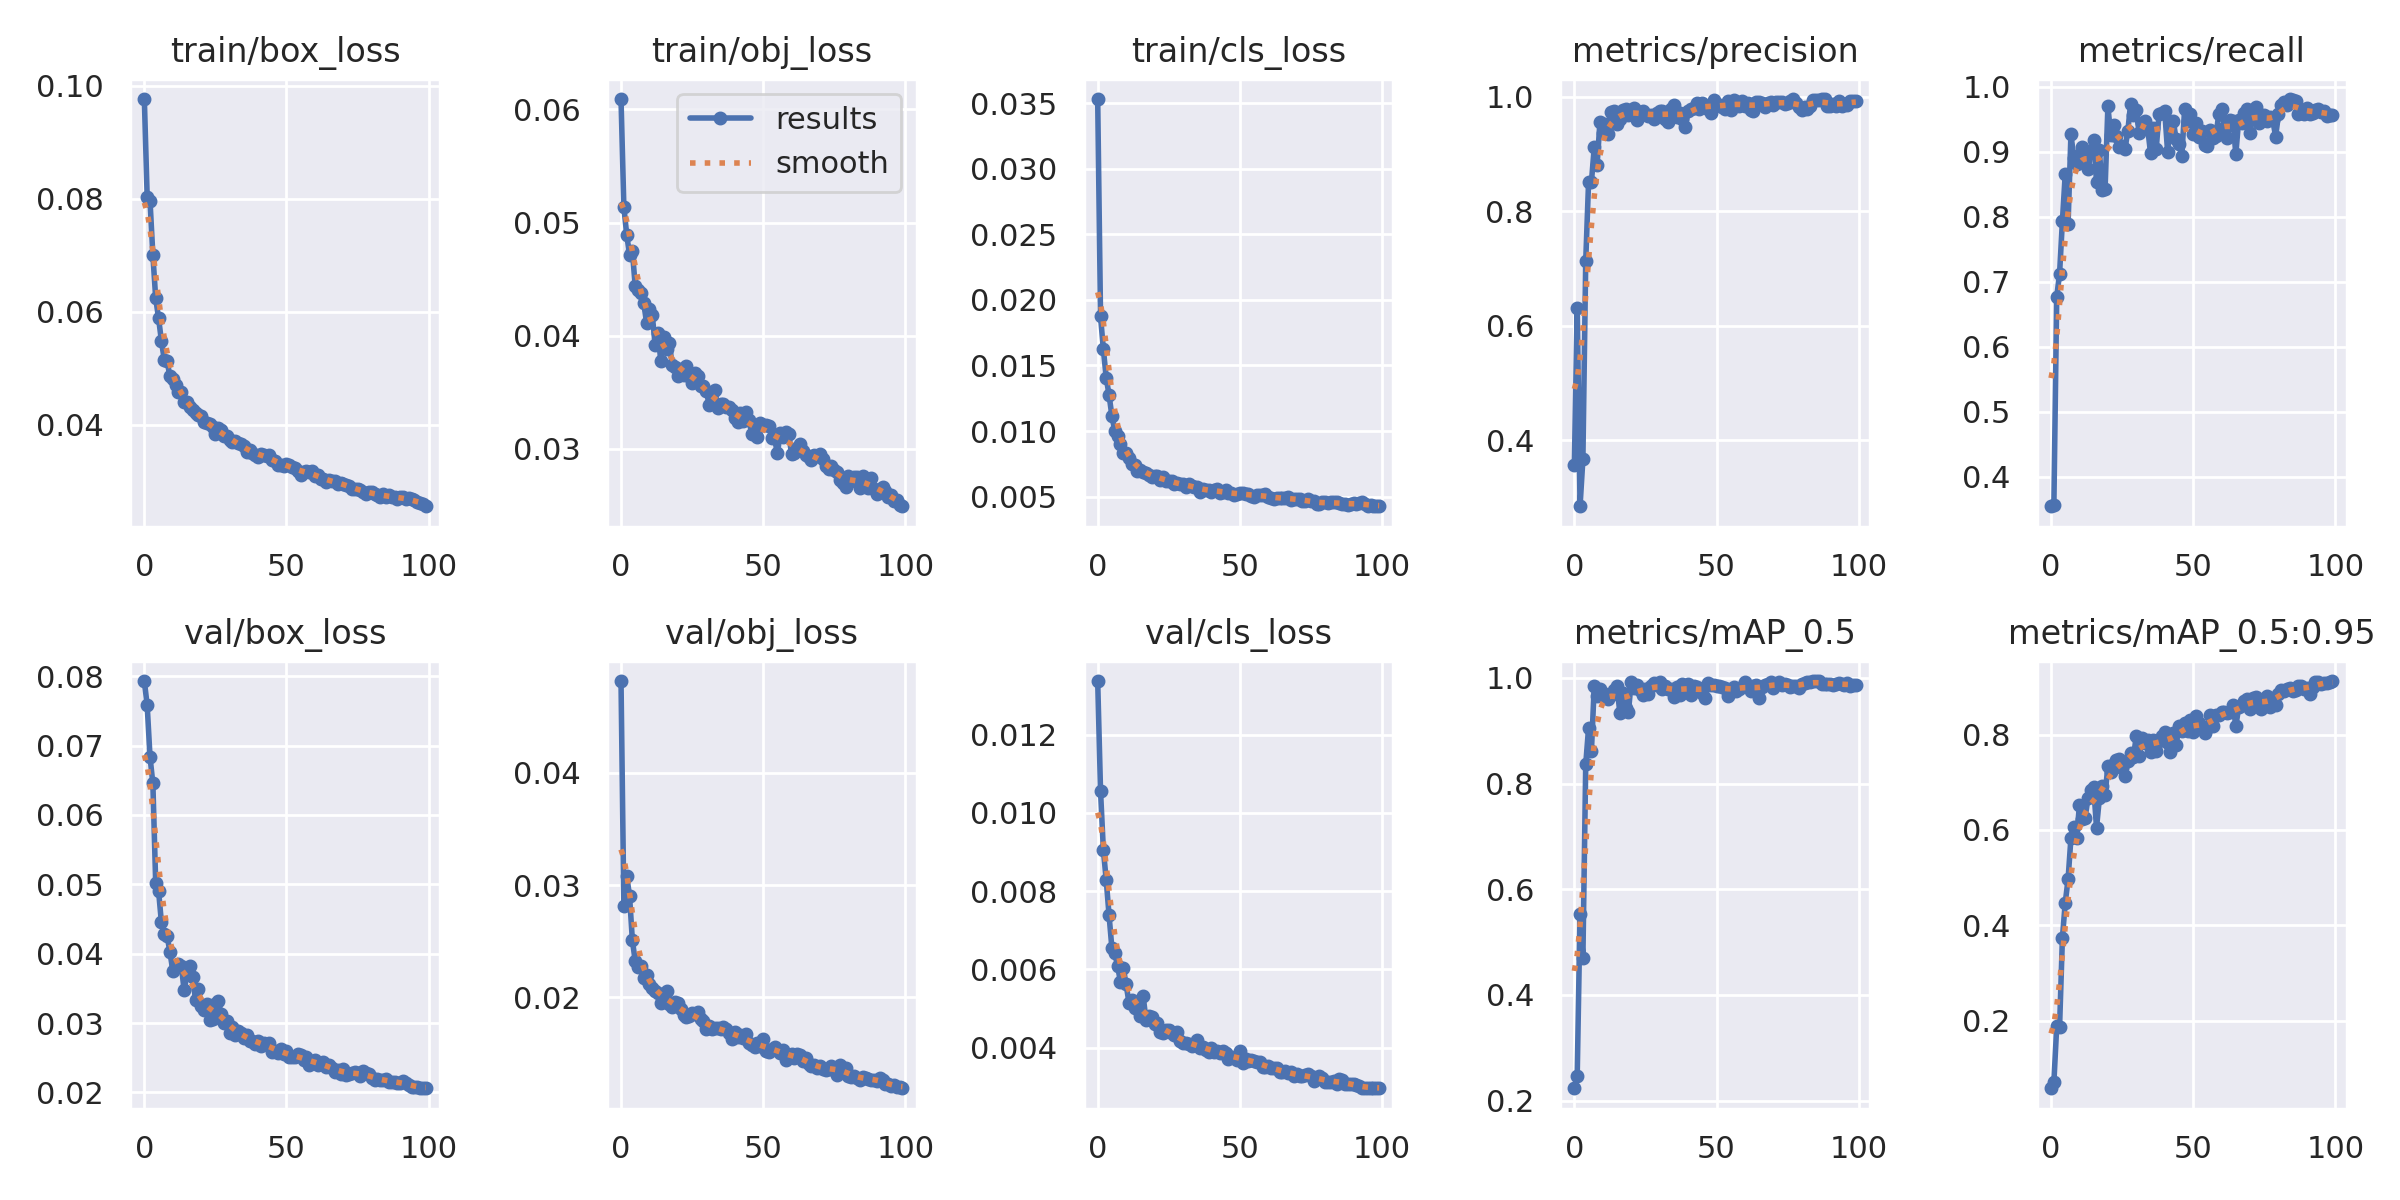 train/box_loss
0.10
0.08
0.06
0.04
0 50 100
train/obj_loss
results
smooth
0.06
0.05
0.04
0.03
0 50 100
train/cls_loss
0.035
0.030
0.025
0.020
0.015
0.010
0.005
0 50 100
metrics/precision
1.0
0.8
0.6
0.4
0 50 100
metrics/recall
1.0
0.9
0.8
0.7
0.6
0.5
0.4
0 50 100
val/box_loss
0.08
0.07
0.06
0.05
0.04
0.03
0.02
0 50 100
val/obj_loss
0.04
0.03
0.02
0 50 100
val/cls_loss
0.012
0.010
0.008
0.006
0.004
0 50 100
metrics/mAP_0.5
1.0
0.8
0.6
0.4
0.2
0 50 100
metrics/mAP_0.5:0.95
0.8
0.6
0.4
0.2
0 50 100